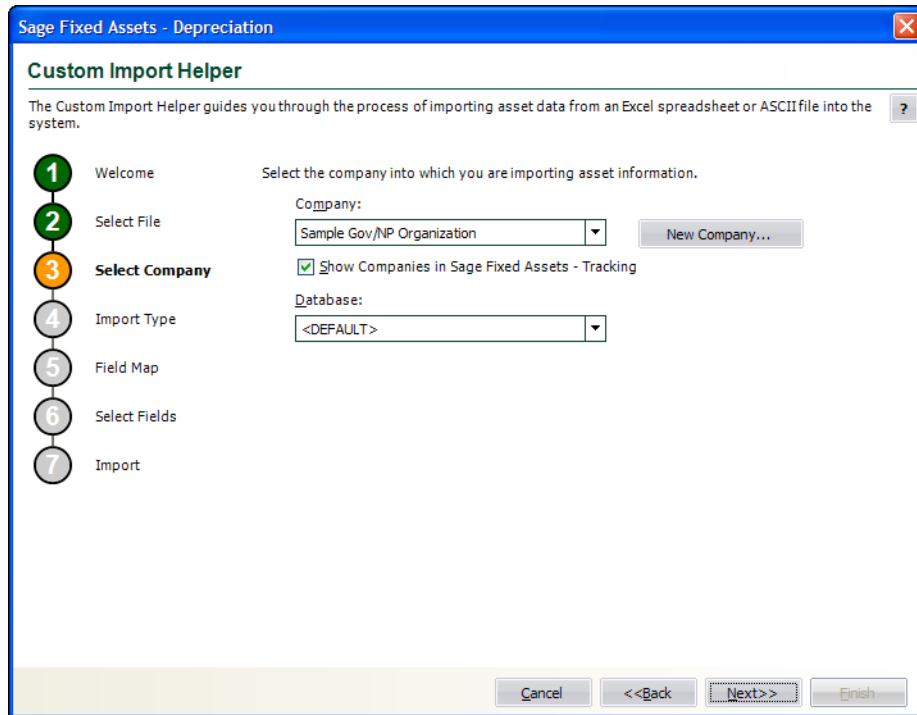 Sage Fixed Assets - Depreciation
Custom Import Helper
The Custom Import Helper guides you through the process of importing asset data from an Excel spreadsheet or ASCII file into the
system.
?
1 Welcome
Select the company into which you are importing asset information.
Company:
2 Select File
Sample Gov/NP Organization
New Company...
3 Select Company
Show Companies in Sage Fixed Assets - Tracking
Database:
4 Import Type
<DEFAULT>
5 Field Map
6 Select Fields
7 Import
Cancel
<<Back
Next>>
Finish